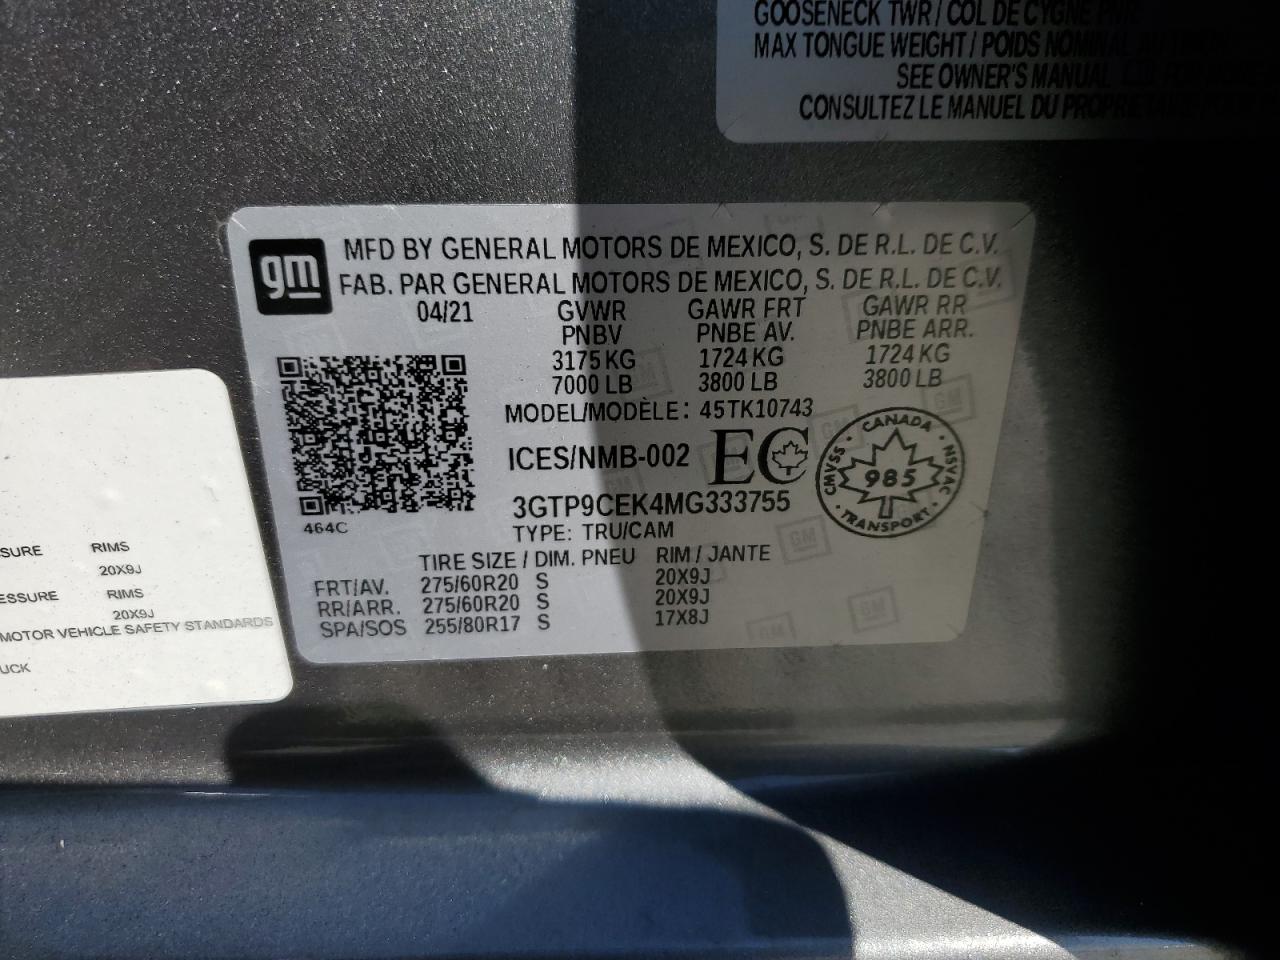 GOOSENECK TWR / COL DE CYGNE PNR
MAX TONGUE WEIGHT / POIDS NOMINAL AU
SEE OWNER'S MANUAL
CONSULTEZ LE MANUEL DU PROPRIETAIRE
gm
MFD BY GENERAL MOTORS DE MEXICO, S. DE R.L. DE C.V.
FAB. PAR GENERAL MOTORS DE MEXICO, S. DE R.L. DE C.V.
04/21 GVWR GAWR FRT GAWR RR
PNBV PNBE AV. PNBE ARR.
3175 KG 1724 KG 1724 KG
7000 LB 3800 LB 3800 LB
MODEL/MODÈLE: 45TK10743
ICES/NMB-002 EC
CANADA
CMVSS 985 NSVAC
TRANSPORT
3GTP9CEK4MG333755
464C
TYPE: TRU/CAM
TIRE SIZE / DIM. PNEU RIM / JANTE
FRT/AV. 275/60R20 S 20X9J
RR/ARR. 275/60R20 S 20X9J
SPA/SOS 255/80R17 S 17X8J
SSURE RIMS
20X9J
ESSURE RIMS
20X9J
MOTOR VEHICLE SAFETY STANDARDS
UCK